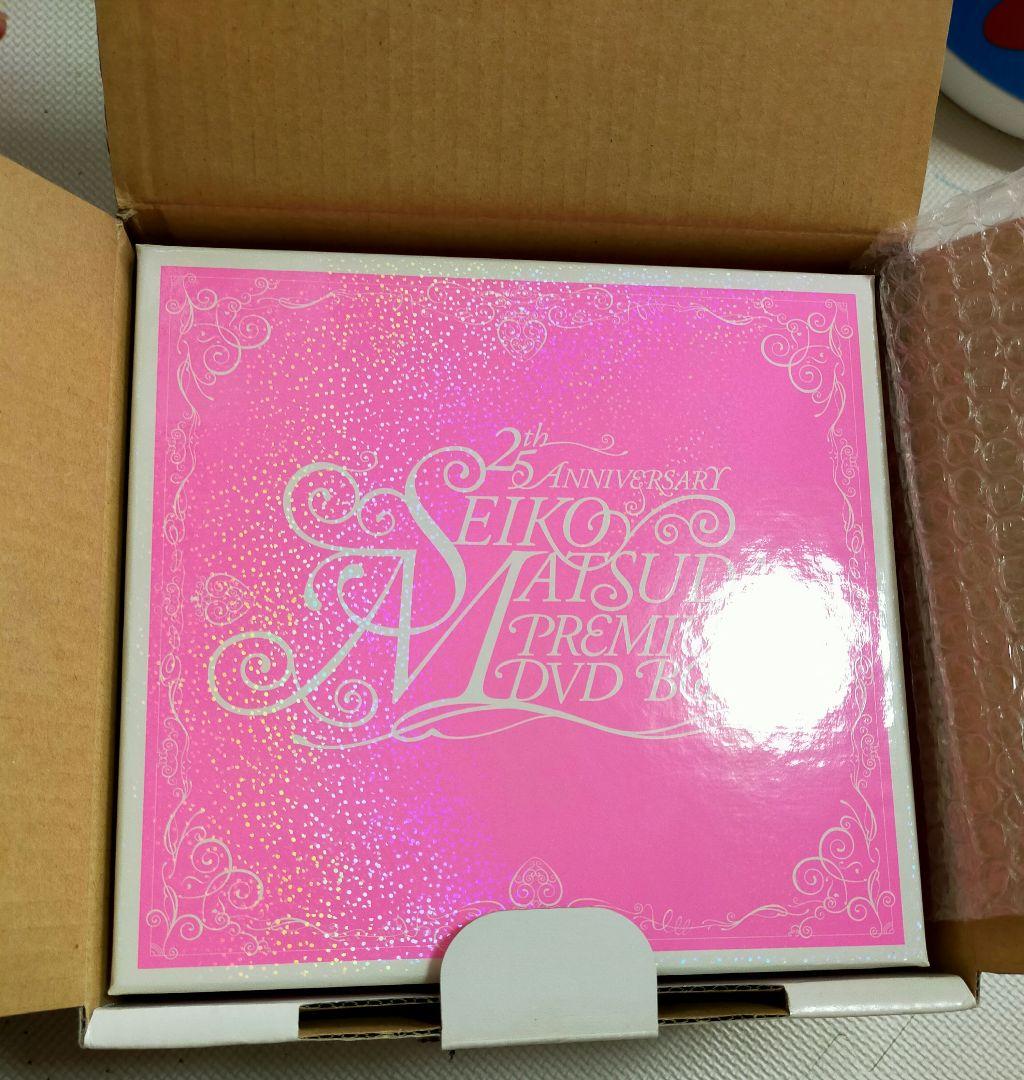 25th
ANNIVERSARY
SEIKO
MATSUDA
DVD